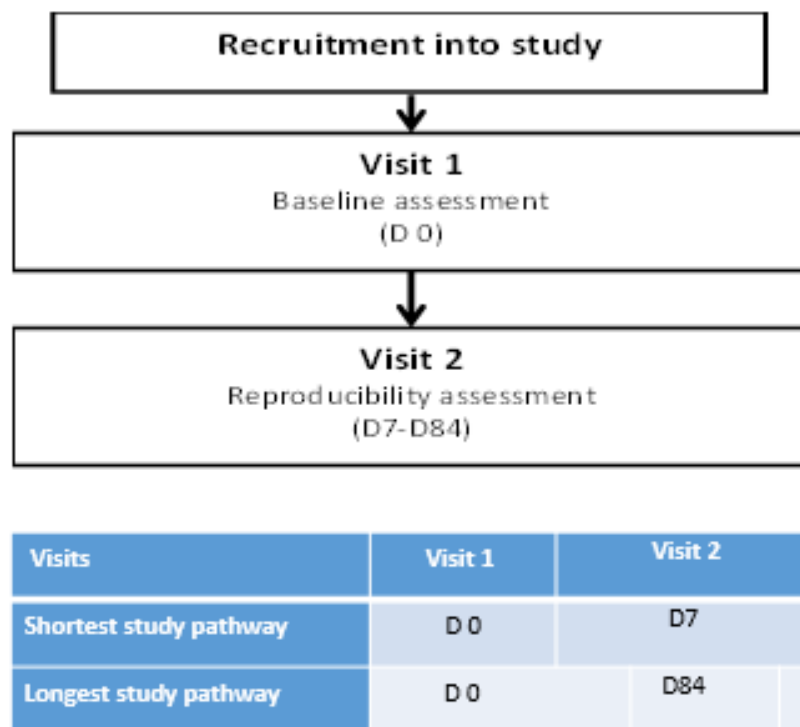 Recruitment into study
Visit 1
Baseline assessment
(D 0)
Visit 2
Reproducibility assessment
(D7-D84)
Visits Visit 1 Visit 2
Shortest study pathway D 0 D7
Longest study pathway D 0 D84